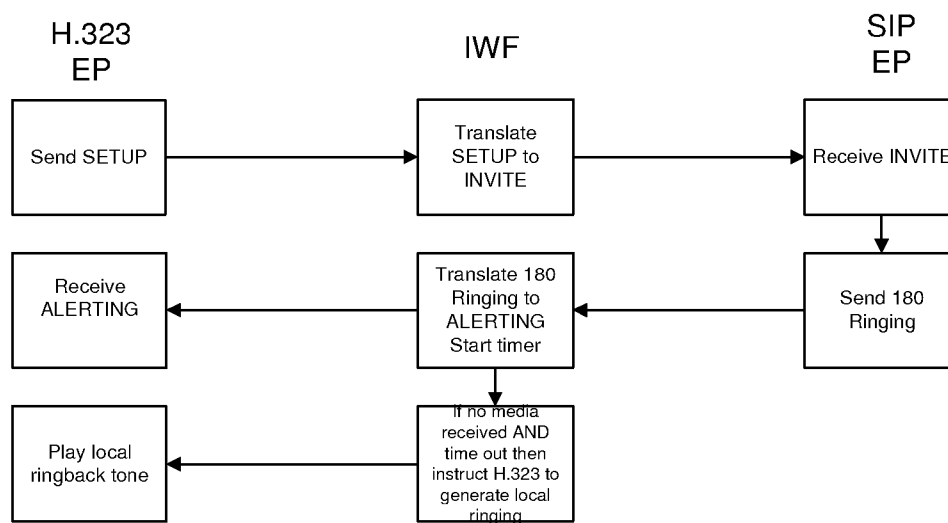 H.323
EP
IWF
SIP
EP
Send SETUP
Translate
SETUP to
INVITE
Receive INVITE
Receive
ALERTING
Translate 180
Ringing to
ALERTING
Start timer
Send 180
Ringing
Play local
ringback tone
If no media
received AND
time out then
instruct H.323 to
generate local
ringing